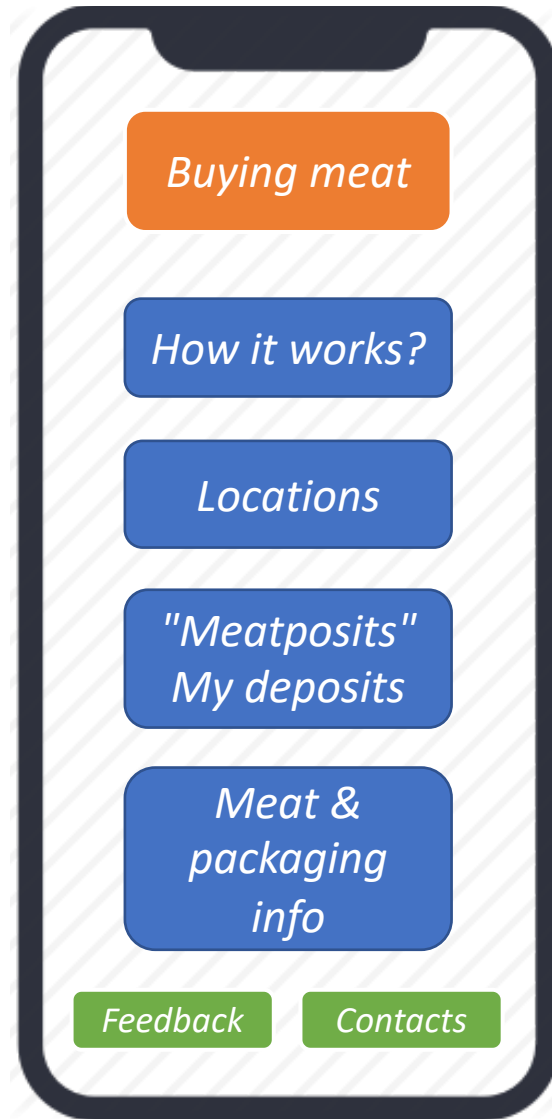 Buying meat
How it works?
Locations
"Meatposits"
My deposits
Meat &
packaging
info
Feedback
Contacts